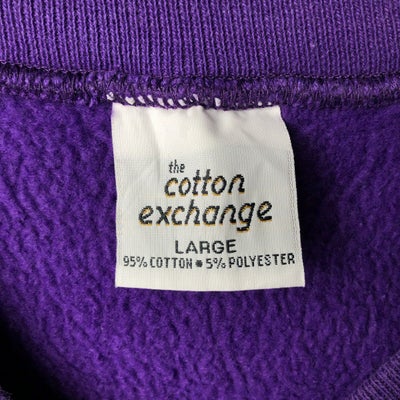 the
cotton
exchange
LARGE
95% COTTON * 5% POLYESTER